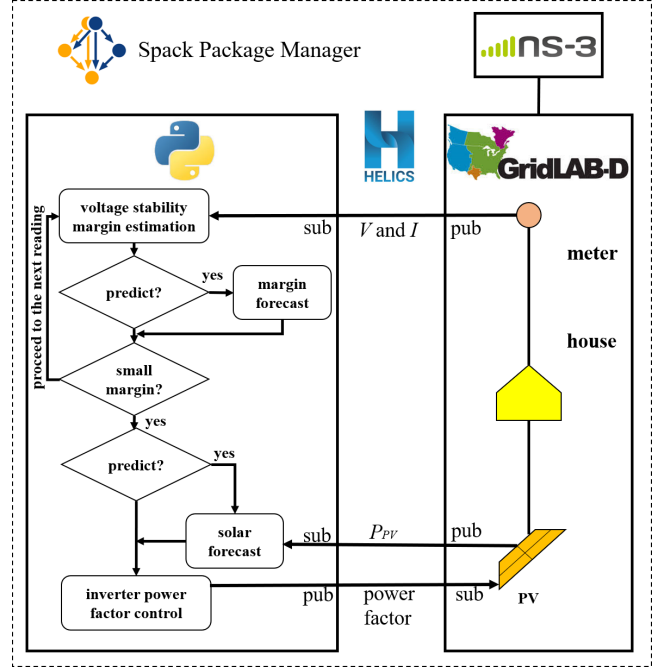 Spack Package Manager
ns-3
HELICS
GridLAB-D
voltage stability
margin estimation
sub
V and I
pub
proceed to the next reading
predict?
yes
margin
forecast
meter
small
margin?
house
yes
predict?
yes
solar
forecast
sub
PPV
pub
inverter power
factor control
pub
power
factor
sub
PV